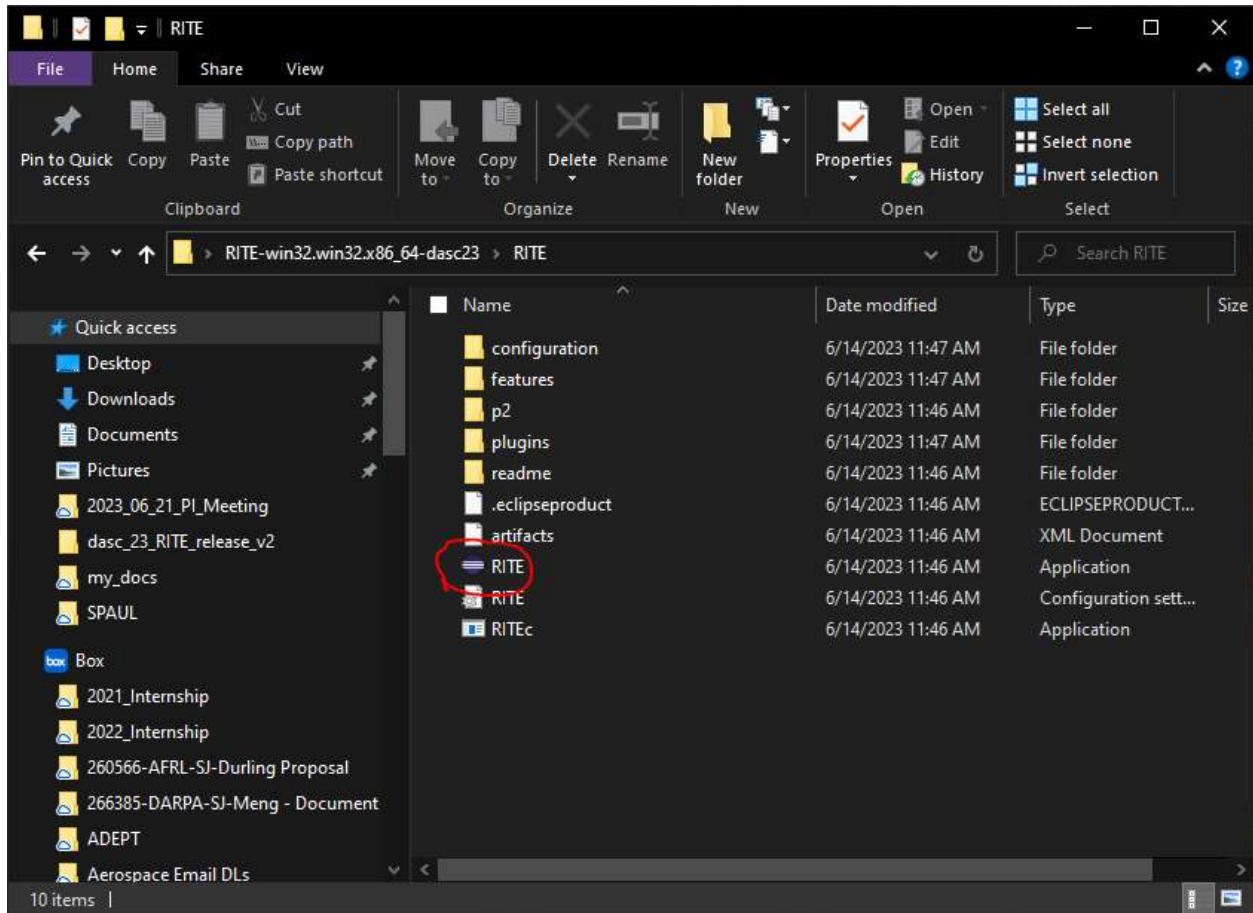 RITE
File Home Share View
Pin to Quick access
Copy
Paste
Cut
Copy path
Paste shortcut
Clipboard
Move to
Copy to
Delete
Rename
Organize
New folder
New
Properties
Open
Edit
History
Open
Select all
Select none
Invert selection
Select
RITE-win32.win32.x86_64-dasc23 > RITE
Search RITE
Quick access
Desktop
Downloads
Documents
Pictures
2023_06_21_PI_Meeting
dasc_23_RITE_release_v2
my_docs
SPAUL
box Box
2021_Internship
2022_Internship
260566-AFRL-SJ-Durling Proposal
266385-DARPA-SJ-Meng - Document
ADEPT
Aerospace Email DLs
Name Date modified Type Size
configuration 6/14/2023 11:47 AM File folder
features 6/14/2023 11:47 AM File folder
p2 6/14/2023 11:46 AM File folder
plugins 6/14/2023 11:47 AM File folder
readme 6/14/2023 11:46 AM File folder
.eclipseproduct 6/14/2023 11:46 AM ECLIPSEPRODUCT...
artifacts 6/14/2023 11:46 AM XML Document
RITE 6/14/2023 11:46 AM Application
RITE 6/14/2023 11:46 AM Configuration sett...
RITEc 6/14/2023 11:46 AM Application
10 items